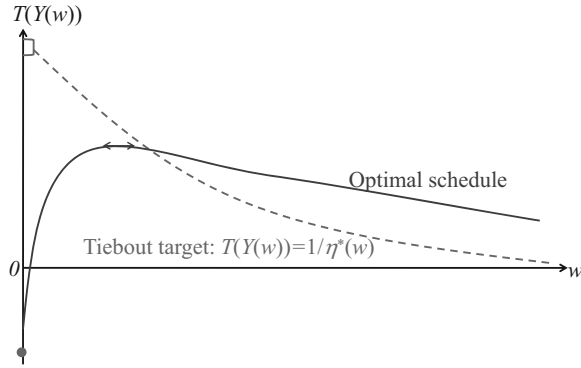 T(Y(w))
Optimal schedule
Tiebout target: T(Y(w))=1/η*(w)
0
w